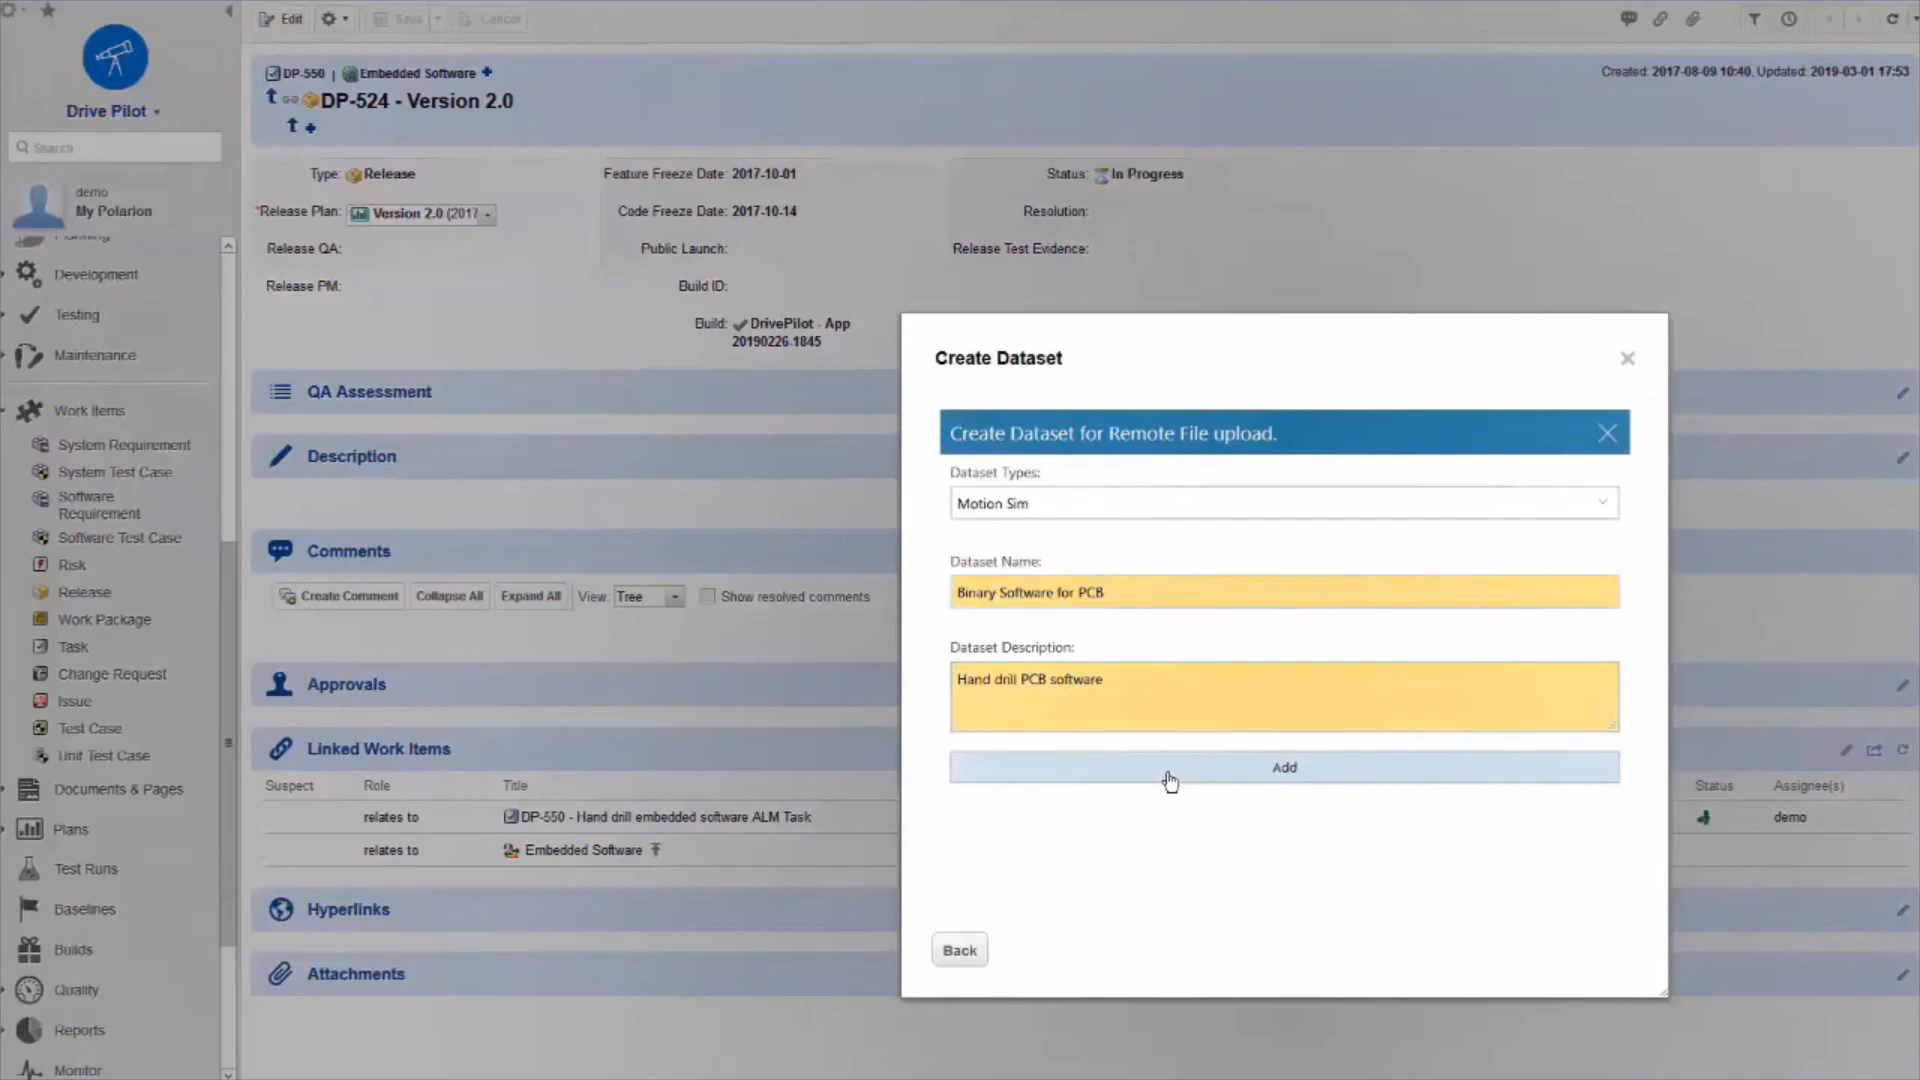 Edit
Save
Cancel
Drive Pilot
Search
demo
My Polarion
Planning
Development
Testing
Maintenance
Work Items
System Requirement
System Test Case
Software
Requirement
Software Test Case
Risk
Release
Work Package
Task
Change Request
Issue
Test Case
Unit Test Case
Documents & Pages
Plans
Test Runs
Baselines
Builds
Quality
Reports
Monitor
DP-550 | Embedded Software
Created: 2017-08-09 10:40, Updated: 2019-03-01 17:53
DP-524 - Version 2.0
Type: Release
*Release Plan: Version 2.0 (2017
Release QA:
Release PM:
Feature Freeze Date: 2017-10-01
Code Freeze Date: 2017-10-14
Public Launch:
Build ID:
Build: DrivePilot - App
20190226-1845
Status: In Progress
Resolution:
Release Test Evidence:
QA Assessment
Description
Comments
Create Comment Collapse All Expand All View: Tree Show resolved comments
Approvals
Linked Work Items
Suspect Role Title Status Assignee(s)
relates to DP-550 - Hand drill embedded software ALM Task demo
relates to Embedded Software
Hyperlinks
Attachments
Create Dataset
Create Dataset for Remote File upload.
Dataset Types:
Motion Sim
Dataset Name:
Binary Software for PCB
Dataset Description:
Hand drill PCB software
Add
Back